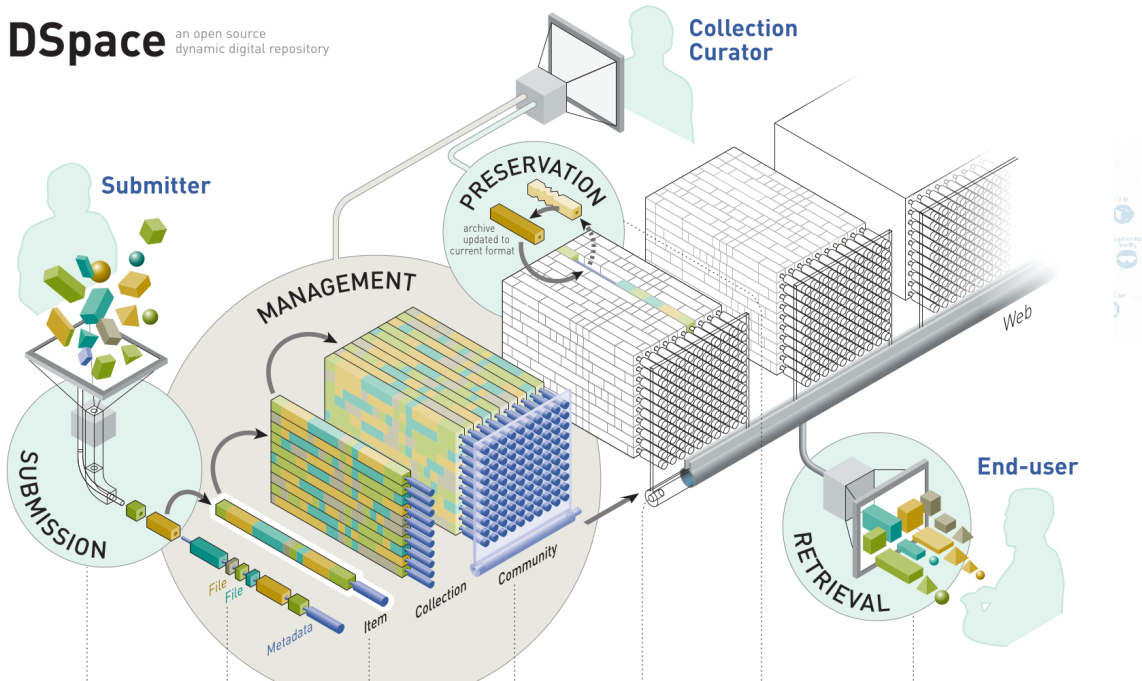 DSpace
an open source
dynamic digital repository
Collection
Curator
Submitter
PRESERVATION
archive
updated to
current format
MANAGEMENT
Web
SUBMISSION
End-user
RETRIEVAL
File
File
Metadata
Item
Collection
Community